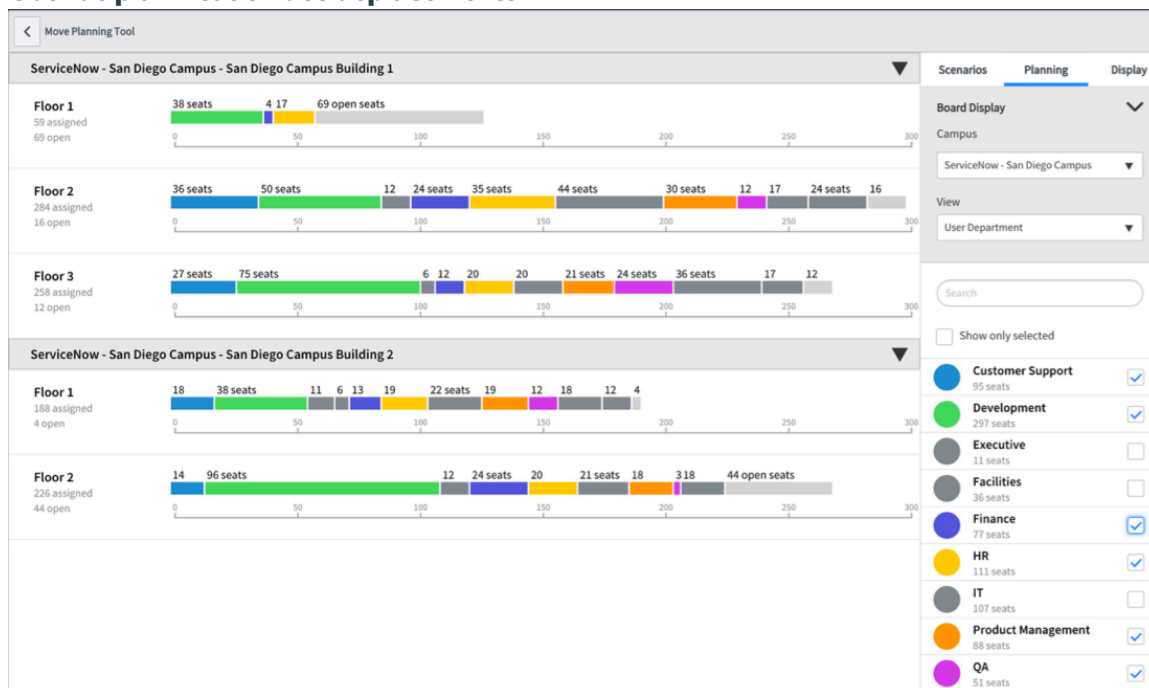 Move Planning Tool
ServiceNow - San Diego Campus - San Diego Campus Building 1
Floor 1
59 assigned
69 open
38 seats 4 17 69 open seats
0 50 100 150 200 250 300
Floor 2
284 assigned
16 open
36 seats 50 seats 12 24 seats 35 seats 44 seats 30 seats 12 17 24 seats 16
0 50 100 150 200 250 300
Floor 3
258 assigned
12 open
27 seats 75 seats 6 12 20 20 21 seats 24 seats 36 seats 17 12
0 50 100 150 200 250 300
ServiceNow - San Diego Campus - San Diego Campus Building 2
Floor 1
188 assigned
4 open
18 38 seats 11 6 13 19 22 seats 19 12 18 12 4
0 50 100 150 200 250 300
Floor 2
226 assigned
44 open
14 96 seats 12 24 seats 20 21 seats 18 3 18 44 open seats
0 50 100 150 200 250 300
Scenarios Planning Display
Board Display
Campus
ServiceNow - San Diego Campus
View
User Department
Search
Show only selected
Customer Support
95 seats
Development
297 seats
Executive
11 seats
Facilities
36 seats
Finance
77 seats
HR
111 seats
IT
107 seats
Product Management
88 seats
QA
51 seats